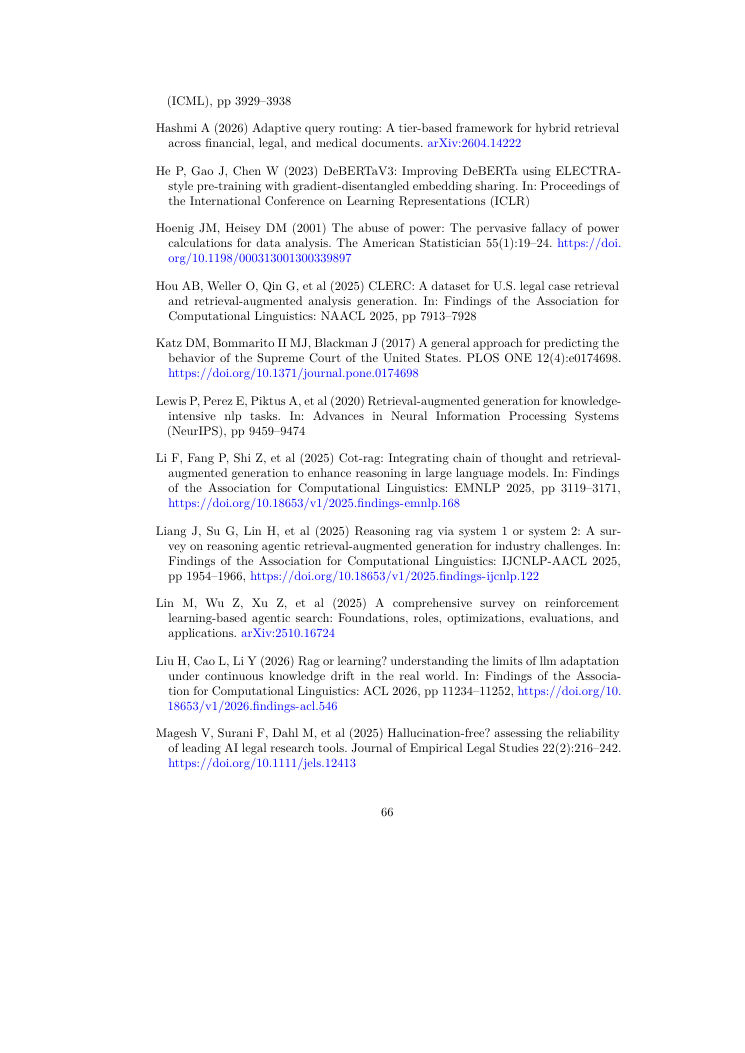 (ICML), pp 3929–3938
Hashmi A (2026) Adaptive query routing: A tier-based framework for hybrid retrieval
across financial, legal, and medical documents. arXiv:2604.14222
He P, Gao J, Chen W (2023) DeBERTaV3: Improving DeBERTa using ELECTRA-
style pre-training with gradient-disentangled embedding sharing. In: Proceedings of
the International Conference on Learning Representations (ICLR)
Hoenig JM, Heisey DM (2001) The abuse of power: The pervasive fallacy of power
calculations for data analysis. The American Statistician 55(1):19–24. https://doi.
org/10.1198/000313001300339897
Hou AB, Weller O, Qin G, et al (2025) CLERC: A dataset for U.S. legal case retrieval
and retrieval-augmented analysis generation. In: Findings of the Association for
Computational Linguistics: NAACL 2025, pp 7913–7928
Katz DM, Bommarito II MJ, Blackman J (2017) A general approach for predicting the
behavior of the Supreme Court of the United States. PLOS ONE 12(4):e0174698.
https://doi.org/10.1371/journal.pone.0174698
Lewis P, Perez E, Piktus A, et al (2020) Retrieval-augmented generation for knowledge-
intensive nlp tasks. In: Advances in Neural Information Processing Systems
(NeurIPS), pp 9459–9474
Li F, Fang P, Shi Z, et al (2025) Cot-rag: Integrating chain of thought and retrieval-
augmented generation to enhance reasoning in large language models. In: Findings
of the Association for Computational Linguistics: EMNLP 2025, pp 3119–3171,
https://doi.org/10.18653/v1/2025.findings-emnlp.168
Liang J, Su G, Lin H, et al (2025) Reasoning rag via system 1 or system 2: A sur-
vey on reasoning agentic retrieval-augmented generation for industry challenges. In:
Findings of the Association for Computational Linguistics: IJCNLP-AACL 2025,
pp 1954–1966, https://doi.org/10.18653/v1/2025.findings-ijcnlp.122
Lin M, Wu Z, Xu Z, et al (2025) A comprehensive survey on reinforcement
learning-based agentic search: Foundations, roles, optimizations, evaluations, and
applications. arXiv:2510.16724
Liu H, Cao L, Li Y (2026) Rag or learning? understanding the limits of llm adaptation
under continuous knowledge drift in the real world. In: Findings of the Associa-
tion for Computational Linguistics: ACL 2026, pp 11234–11252, https://doi.org/10.
18653/v1/2026.findings-acl.546
Magesh V, Surani F, Dahl M, et al (2025) Hallucination-free? assessing the reliability
of leading AI legal research tools. Journal of Empirical Legal Studies 22(2):216–242.
https://doi.org/10.1111/jels.12413
66